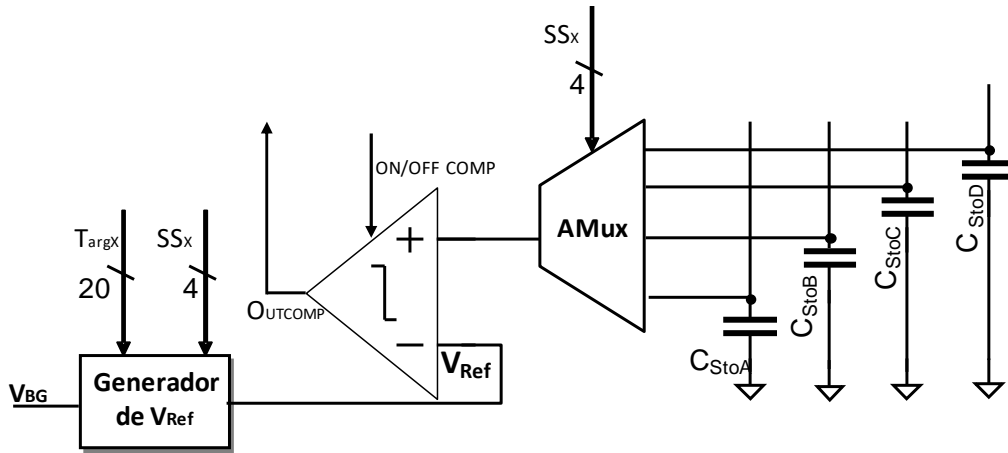 SSX
4
ON/OFF COMP
TargX
SSX
20
4
+
AMux
OUTCOMP
−
VRef
VBG
Generador
de VRef
CStoA
CStoB
CStoC
C StoD